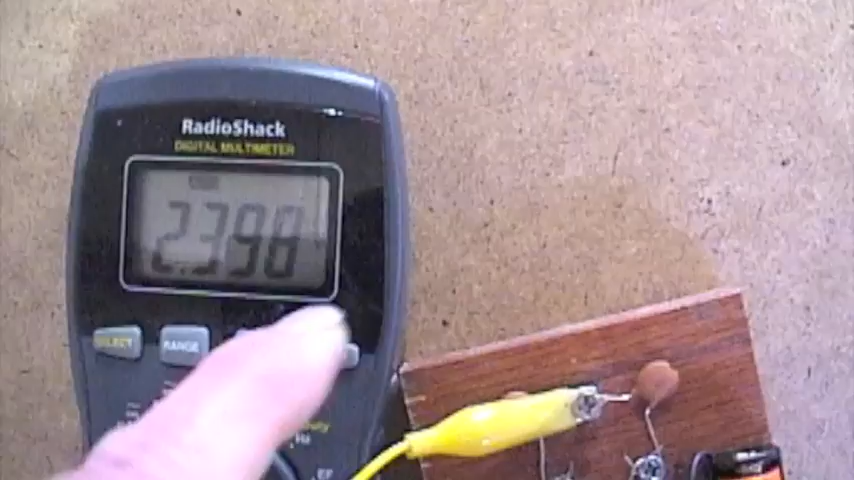 RadioShack
DIGITAL MULTIMETER
2.398
SELECT
RANGE